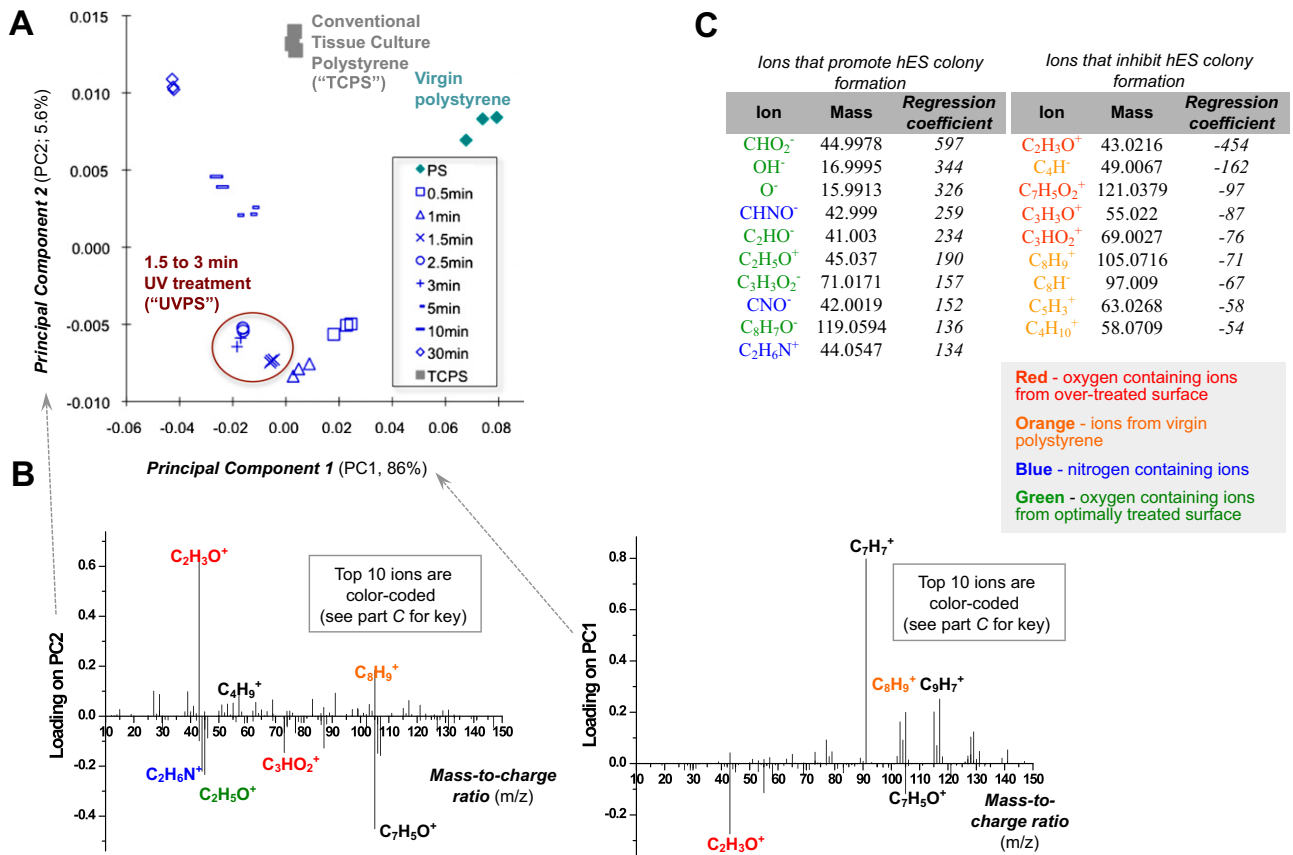 A
0.015
0.010
0.005
0.000
-0.005
-0.010
-0.06
-0.04
-0.02
0.00
0.02
0.04
0.06
0.08
Principal Component 2 (PC2; 5.6%)
Principal Component 1 (PC1, 86%)
Conventional
Tissue Culture
Polystyrene
("TCPS")
Virgin
polystyrene
1.5 to 3 min
UV treatment
("UVPS")
PS
0.5min
1min
1.5min
2.5min
3min
5min
10min
30min
TCPS
B
Loading on PC2
0.6
0.4
0.2
0.0
-0.2
-0.4
10 20 30 40 50 60 70 80 90 100 110 120 130 140 150
C₂H₃O⁺
Top 10 ions are
color-coded
(see part C for key)
C₄H₉⁺
C₈H₉⁺
C₂H₆N⁺
C₂H₅O⁺
C₃HO₂⁺
C₇H₅O⁺
Mass-to-charge
ratio (m/z)
Loading on PC1
0.8
0.6
0.4
0.2
0.0
-0.2
10 20 30 40 50 60 70 80 90 100 110 120 130 140 150
C₇H₇⁺
Top 10 ions are
color-coded
(see part C for key)
C₈H₉⁺
C₉H₇⁺
C₇H₅O⁺
C₂H₃O⁺
Mass-to-
charge ratio
(m/z)
C
Ions that promote hES colony
formation
Ion Mass Regression
coefficient
CHO₂⁻ 44.9978 597
OH⁻ 16.9995 344
O⁻ 15.9913 326
CHNO⁻ 42.999 259
C₂HO⁻ 41.003 234
C₂H₅O⁺ 45.037 190
C₃H₃O₂⁻ 71.0171 157
CNO⁻ 42.0019 152
C₈H₇O⁻ 119.0594 136
C₂H₆N⁺ 44.0547 134
Ions that inhibit hES colony
formation
Ion Mass Regression
coefficient
C₂H₃O⁺ 43.0216 -454
C₄H⁻ 49.0067 -162
C₇H₅O₂⁺ 121.0379 -97
C₃H₃O⁺ 55.022 -87
C₃HO₂⁺ 69.0027 -76
C₈H₉⁺ 105.0716 -71
C₈H⁻ 97.009 -67
C₅H₃⁺ 63.0268 -58
C₄H₁₀⁺ 58.0709 -54
Red - oxygen containing ions
from over-treated surface
Orange - ions from virgin
polystyrene
Blue - nitrogen containing ions
Green - oxygen containing ions
from optimally treated surface